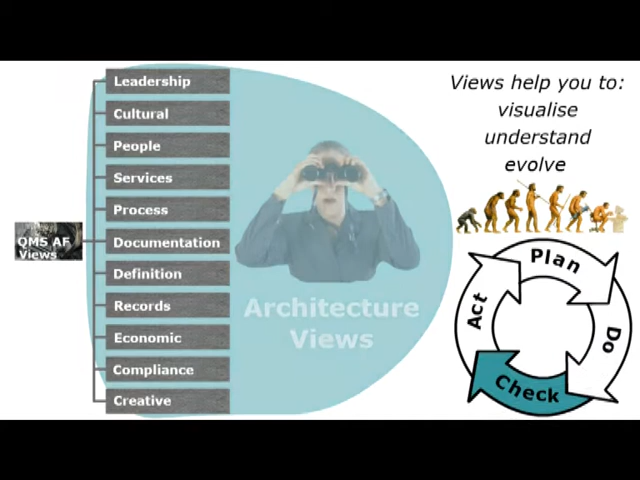 Leadership
Cultural
People
Services
Process
Documentation
Definition
Records
Economic
Compliance
Creative
QMS AF
Views
Architecture
Views
Views help you to:
visualise
understand
evolve
Plan
Do
Check
Act